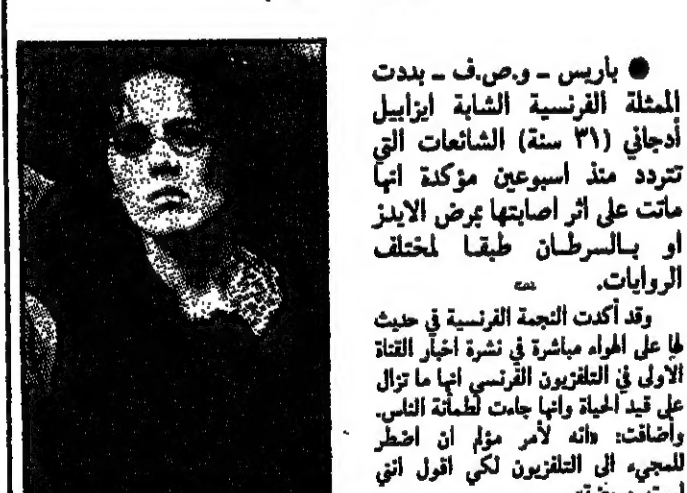 ● باريس - و.ص.ف - بددت
الممثلة الفرنسية الشابة ايزابيل
أدجاني (٣١ سنة) الشائعات التي
تتردد منذ اسبوعين مؤكدة انها
ماتت على اثر اصابتها بمرض الايدز
او بالسرطان طبقا لمختلف
الروايات.
وقد أكدت النجمة الفرنسية في حديث
لها على الهواء مباشرة في نشرة اخبار القناة
الأولى في التلفزيون الفرنسي انها ما تزال
على قيد الحياة وانها جاءت لطمأنة الناس.
وأضافت: «انه لأمر مؤلم ان اضطر
للمجيء الى التلفزيون لكي اقول انني